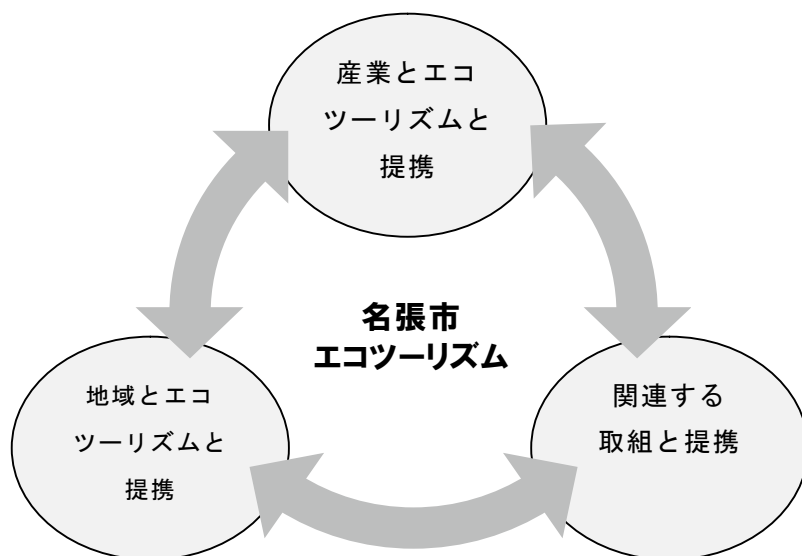 産業とエコ
ツーリズムと
提携
名張市
エコツーリズム
地域とエコ
ツーリズムと
提携
関連する
取組と提携